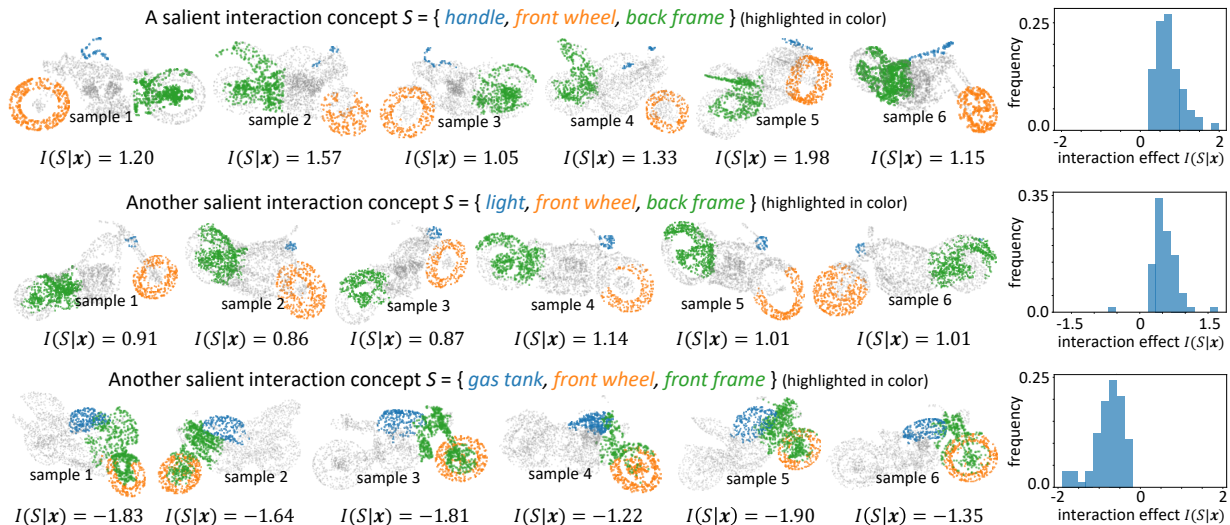 A salient interaction concept S = { handle, front wheel, back frame } (highlighted in color)
sample 1 sample 2 sample 3 sample 4 sample 5 sample 6
I(S|x) = 1.20 I(S|x) = 1.57 I(S|x) = 1.05 I(S|x) = 1.33 I(S|x) = 1.98 I(S|x) = 1.15
0.25
frequency
0.0
-2 0 2
interaction effect I(S|x)
Another salient interaction concept S = { light, front wheel, back frame } (highlighted in color)
sample 1 sample 2 sample 3 sample 4 sample 5 sample 6
I(S|x) = 0.91 I(S|x) = 0.86 I(S|x) = 0.87 I(S|x) = 1.14 I(S|x) = 1.01 I(S|x) = 1.01
0.35
frequency
0.0
-1.5 0 1.5
interaction effect I(S|x)
Another salient interaction concept S = { gas tank, front wheel, front frame } (highlighted in color)
sample 1 sample 2 sample 3 sample 4 sample 5 sample 6
I(S|x) = −1.83 I(S|x) = −1.64 I(S|x) = −1.81 I(S|x) = −1.22 I(S|x) = −1.90 I(S|x) = −1.35
0.25
frequency
0.0
-2 0 2
interaction effect I(S|x)